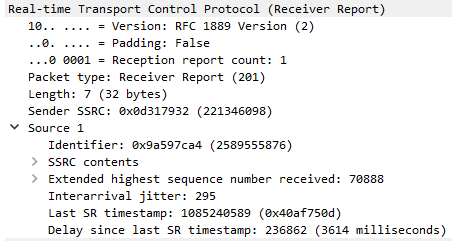 Real-time Transport Control Protocol (Receiver Report)
10.. .... = Version: RFC 1889 Version (2)
..0. .... = Padding: False
...0 0001 = Reception report count: 1
Packet type: Receiver Report (201)
Length: 7 (32 bytes)
Sender SSRC: 0x0d317932 (221346098)
Source 1
Identifier: 0x9a597ca4 (2589555876)
SSRC contents
Extended highest sequence number received: 70888
Interarrival jitter: 295
Last SR timestamp: 1085240589 (0x40af750d)
Delay since last SR timestamp: 236862 (3614 milliseconds)